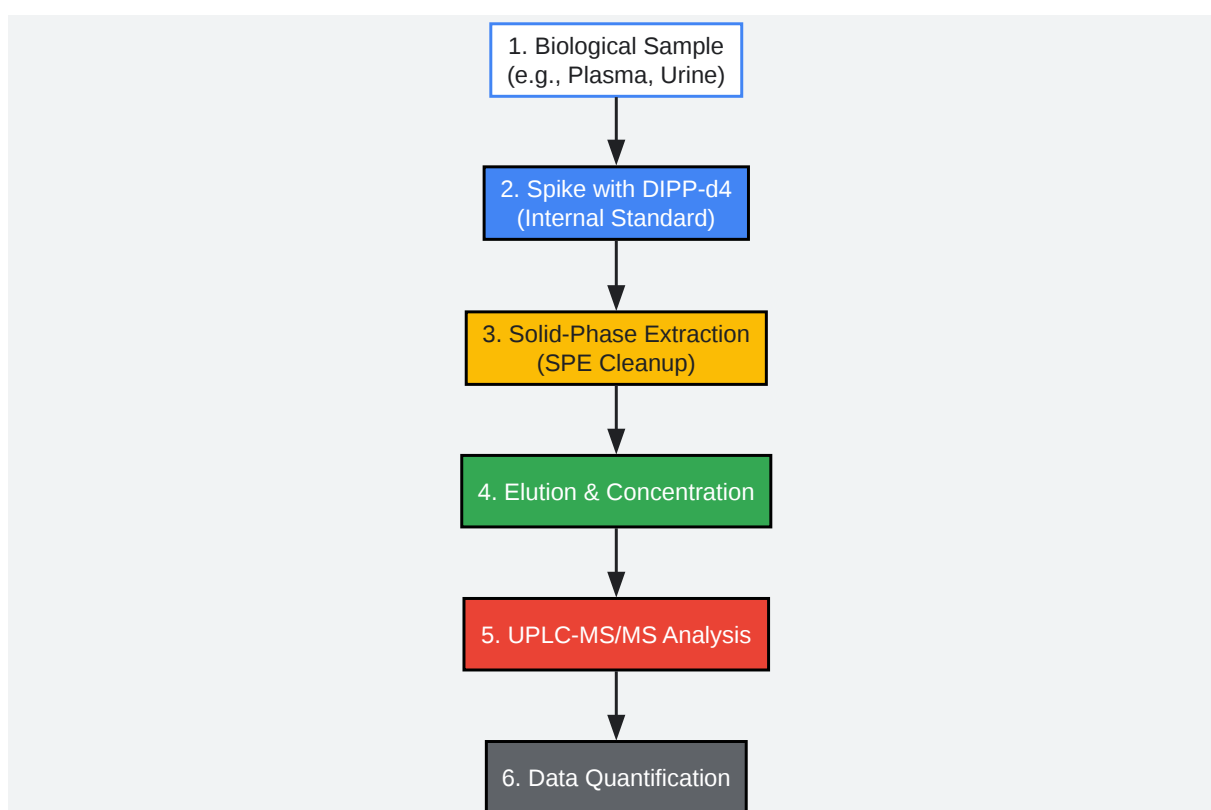 1. Biological Sample
(e.g., Plasma, Urine)
2. Spike with DIPP-d4
(Internal Standard)
3. Solid-Phase Extraction
(SPE Cleanup)
4. Elution & Concentration
5. UPLC-MS/MS Analysis
6. Data Quantification